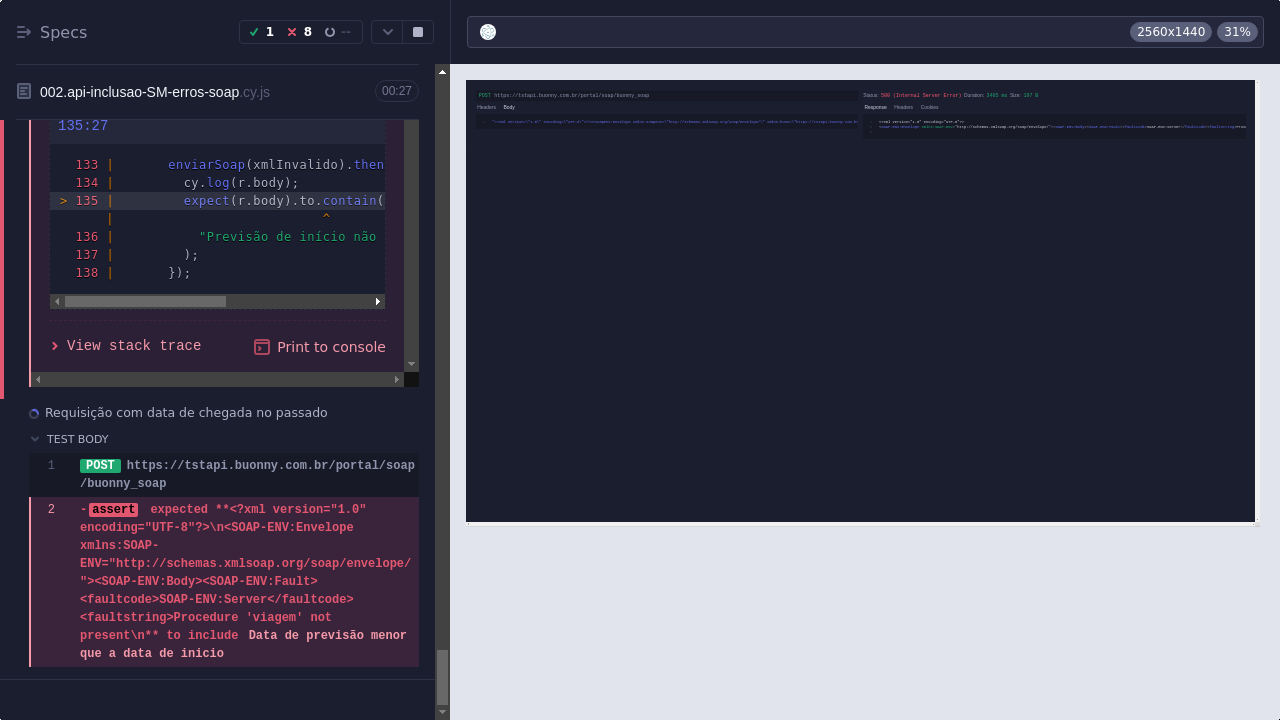 Specs
1
8
--
2560x1440
31%
002.api-inclusao-SM-erros-soap.cy.js
00:27
135:27
133 | enviarSoap(xmlInvalido).then
134 | cy.log(r.body);
> 135 | expect(r.body).to.contain(
| ^
136 | "Previsão de início não
137 | );
138 | });
View stack trace
Print to console
Requisição com data de chegada no passado
TEST BODY
1 POST https://tstapi.buonny.com.br/portal/soap
/buonny_soap
2 -assert expected **<?xml version="1.0"
encoding="UTF-8"?>\n<SOAP-ENV:Envelope
xmlns:SOAP-
ENV="http://schemas.xmlsoap.org/soap/envelope/
"><SOAP-ENV:Body><SOAP-ENV:Fault>
<faultcode>SOAP-ENV:Server</faultcode>
<faultstring>Procedure 'viagem' not
present\n** to include Data de previsão menor
que a data de inicio
POST https://tstapi.buonny.com.br/portal/soap/buonny_soap
Headers Body
Status: 500 (Internal Server Error) Duration: Size:
Response Headers Cookies